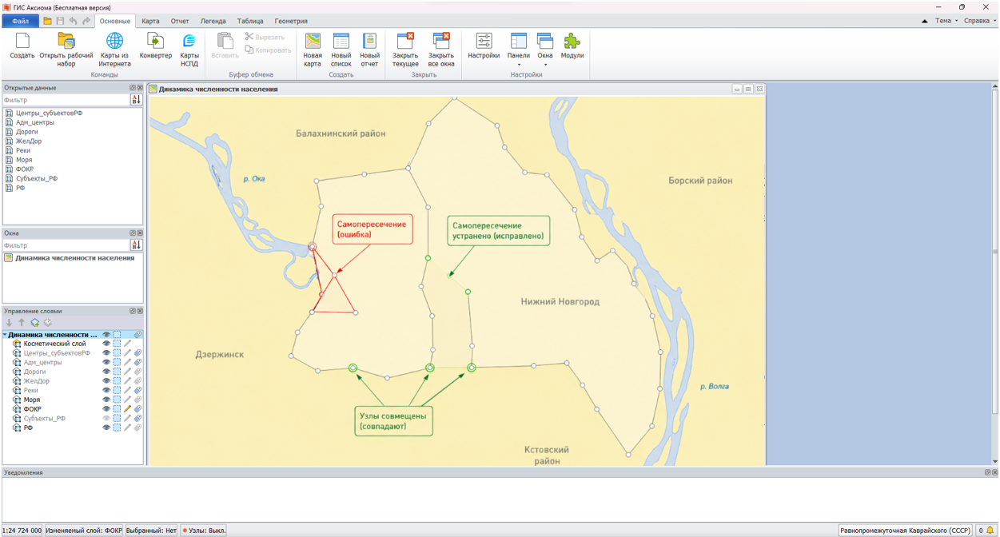 ГИС Аксиома (Бесплатная версия)
Файл Основные Карта Отчет Легенда Таблица Геометрия Тема Справка
Создать
Открыть рабочий набор
Карты из Интернета
Конвертер
Карты НСПД
Команды
Вставить
Вырезать
Копировать
Буфер обмена
Новая карта
Новый список
Новый отчет
Создать
Закрыть текущее
Закрыть все окна
Закрыть
Настройки
Панели
Окна
Модули
Настройки
Открытые данные
Фильтр
Центры_субъектовРФ
Адм_центры
Дороги
ЖелДор
Реки
Моря
ФОКР
Субъекты_РФ
РФ
Окна
Фильтр
Динамика численности населения
Управление слоями
Динамика численности ...
Косметический слой
Центры_субъектовРФ
Адм_центры
Дороги
ЖелДор
Реки
Моря
ФОКР
Субъекты_РФ
РФ
Динамика численности населения
Балахнинский район
р. Ока
Борский район
Самопересечение
(ошибка)
Самопересечение
устранено (исправлено)
Нижний Новгород
Дзержинск
р. Волга
Узлы совмещены
(совпадают)
Кстовский
район
Уведомления
1:24 724 000 Изменяемый слой: ФОКР Выбранный: Нет Узлы: Выкл. Равнопромежуточная Каврайского (СССР) 0